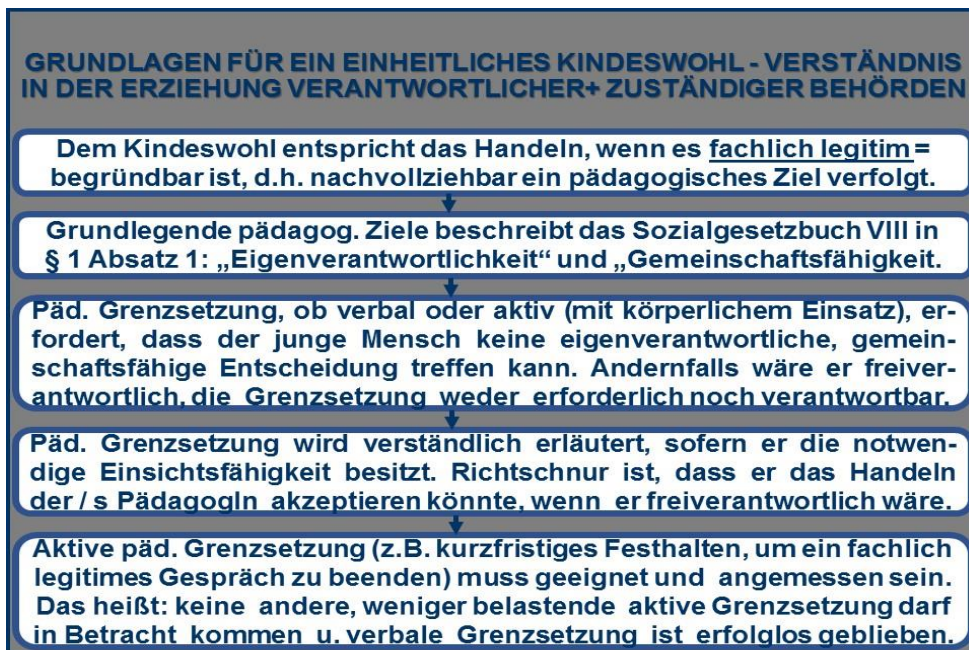 GRUNDLAGEN FÜR EIN EINHEITLICHES KINDESWOHL - VERSTÄNDNIS
IN DER ERZIEHUNG VERANTWORTLICHER+ ZUSTÄNDIGER BEHÖRDEN
Dem Kindeswohl entspricht das Handeln, wenn es fachlich legitim =
begründbar ist, d.h. nachvollziehbar ein pädagogisches Ziel verfolgt.
Grundlegende pädagog. Ziele beschreibt das Sozialgesetzbuch VIII in
§ 1 Absatz 1: „Eigenverantwortlichkeit“ und „Gemeinschaftsfähigkeit.
Päd. Grenzsetzung, ob verbal oder aktiv (mit körperlichem Einsatz), er-
fordert, dass der junge Mensch keine eigenverantwortliche, gemein-
schaftsfähige Entscheidung treffen kann. Andernfalls wäre er freiver-
antwortlich, die Grenzsetzung weder erforderlich noch verantwortbar.
Päd. Grenzsetzung wird verständlich erläutert, sofern er die notwen-
dige Einsichtsfähigkeit besitzt. Richtschnur ist, dass er das Handeln
der / s PädagogIn akzeptieren könnte, wenn er freiverantwortlich wäre.
Aktive päd. Grenzsetzung (z.B. kurzfristiges Festhalten, um ein fachlich
legitimes Gespräch zu beenden) muss geeignet und angemessen sein.
Das heißt: keine andere, weniger belastende aktive Grenzsetzung darf
in Betracht kommen u. verbale Grenzsetzung ist erfolglos geblieben.